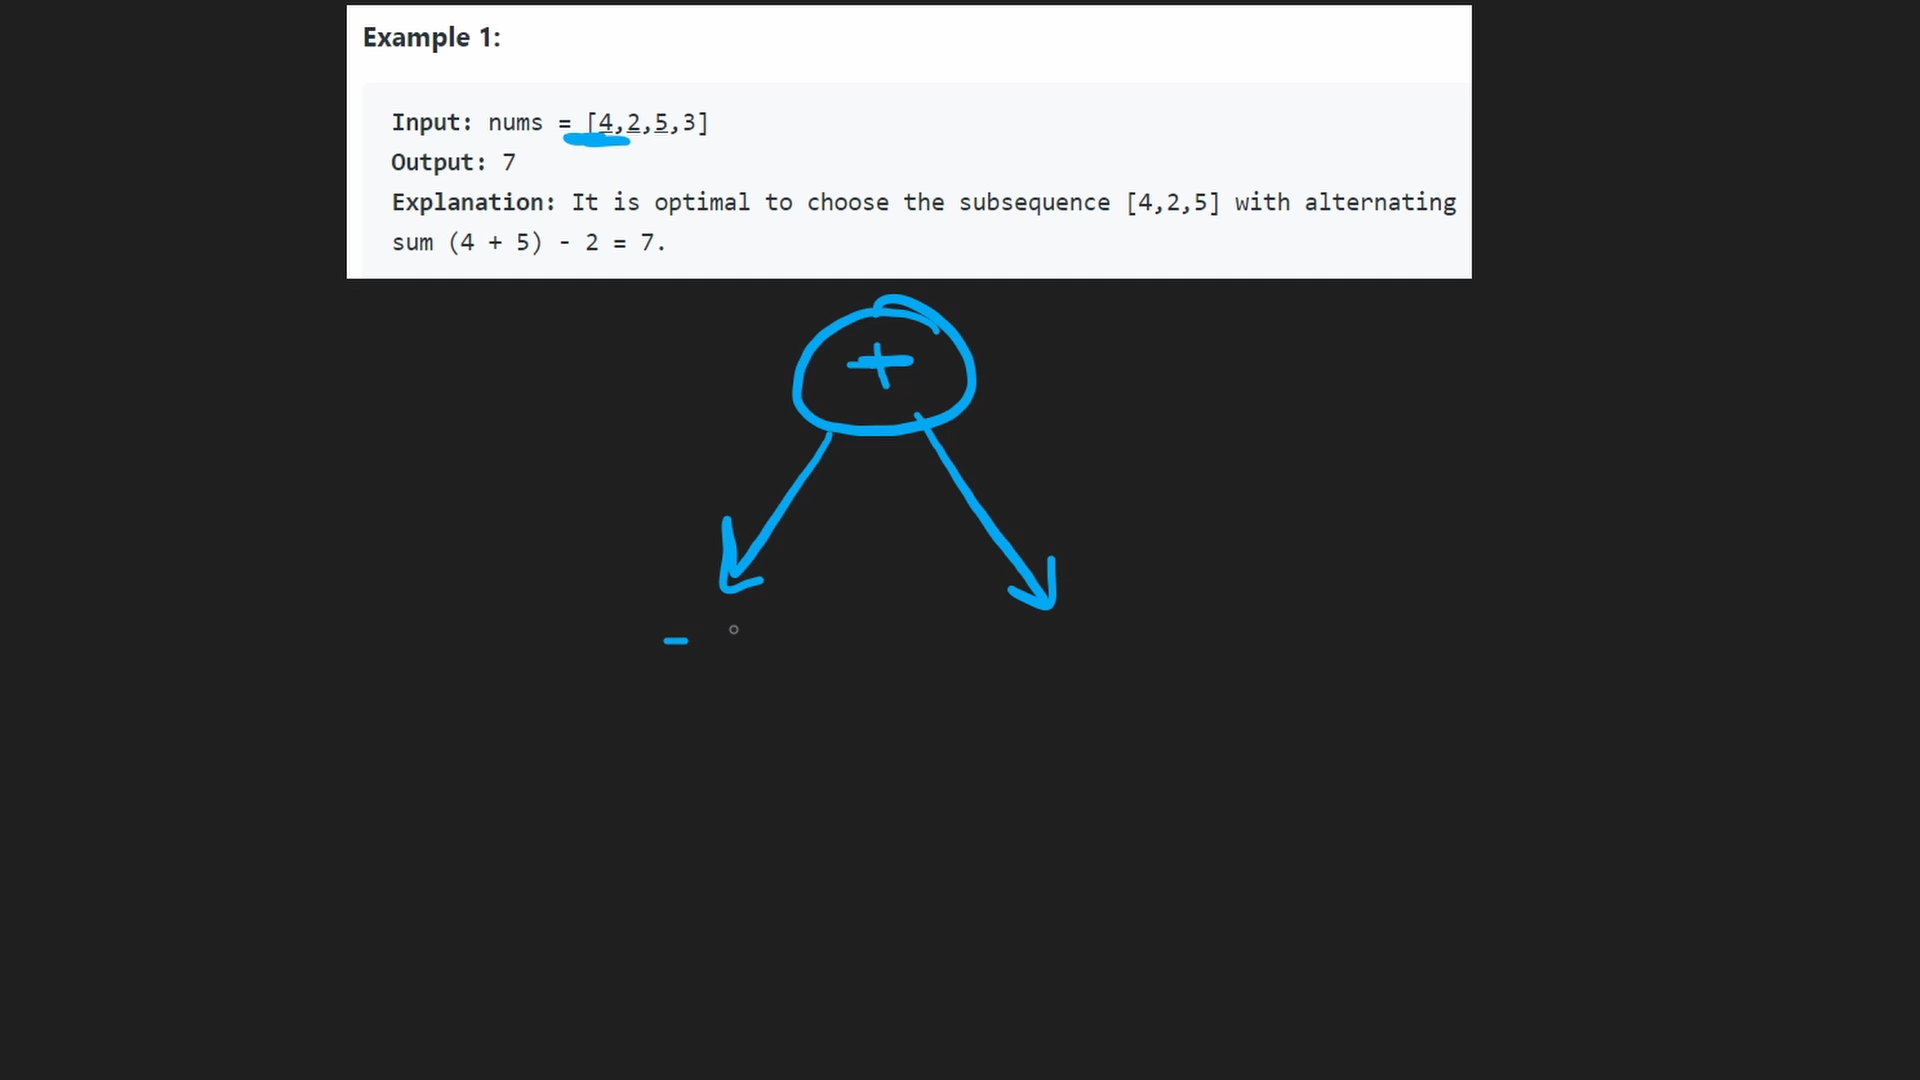 Example 1:
Input: nums = [4,2,5,3]
Output: 7
Explanation: It is optimal to choose the subsequence [4,2,5] with alternating
sum (4 + 5) - 2 = 7.
+
-